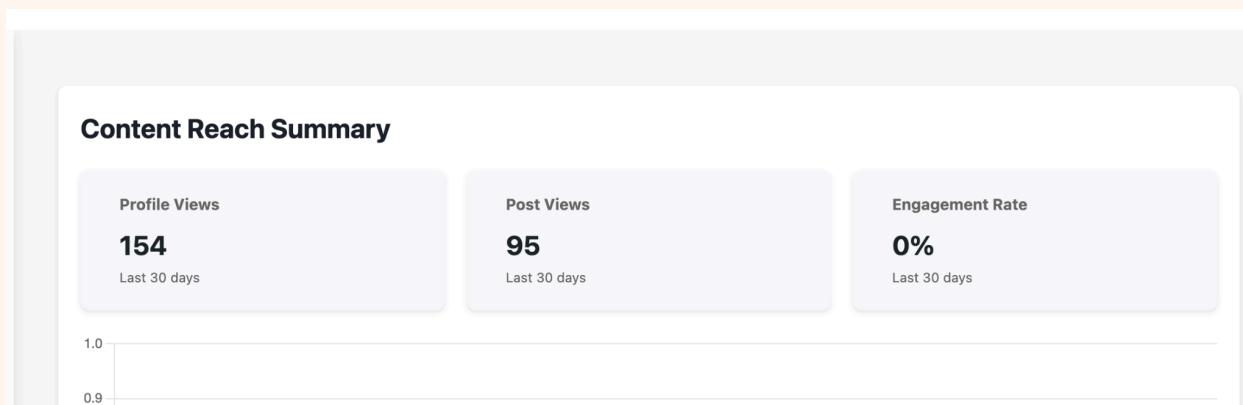 Content Reach Summary
Profile Views
154
Last 30 days
Post Views
95
Last 30 days
Engagement Rate
0%
Last 30 days
1.0
0.9